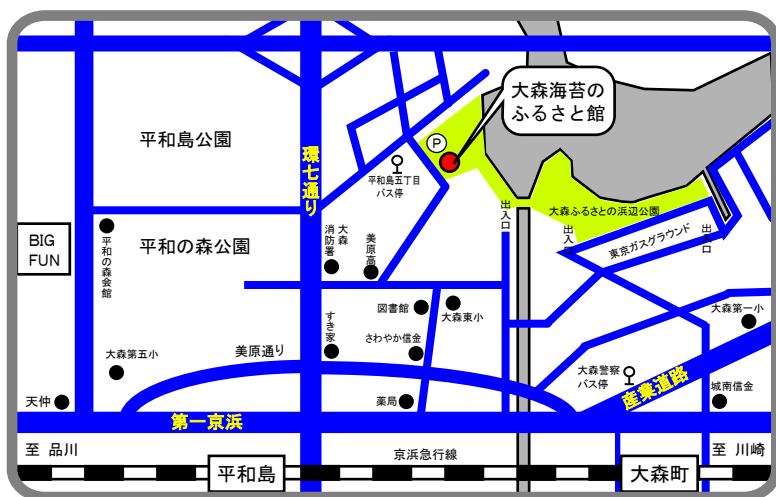 大森海苔の
ふるさと館
P
平和島公園
環七通り
平和島五丁目
バス停
大森ふるさとの浜辺公園
出入口
出入口
出入口
東京ガスグラウンド
BIG
FUN
平和の森会館
平和の森公園
大森
消防署
美原高
図書館
大森東小
大森第一小
すき家
さわやか信金
美原通り
大森第五小
大森警察
バス停
産業道路
天仲
薬局
城南信金
第一京浜
至 品川
京浜急行線
至 川崎
平和島
大森町